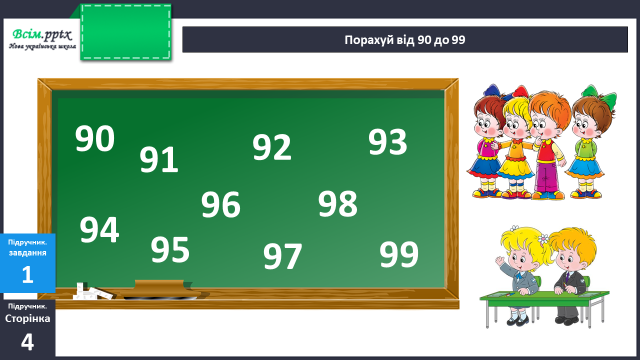 Всім.pptx
Нова українська школа
Порахуй від 90 до 99
90
91
92
93
94
95
96
97
98
99
Підручник.
завдання
1
Підручник.
Сторінка
4